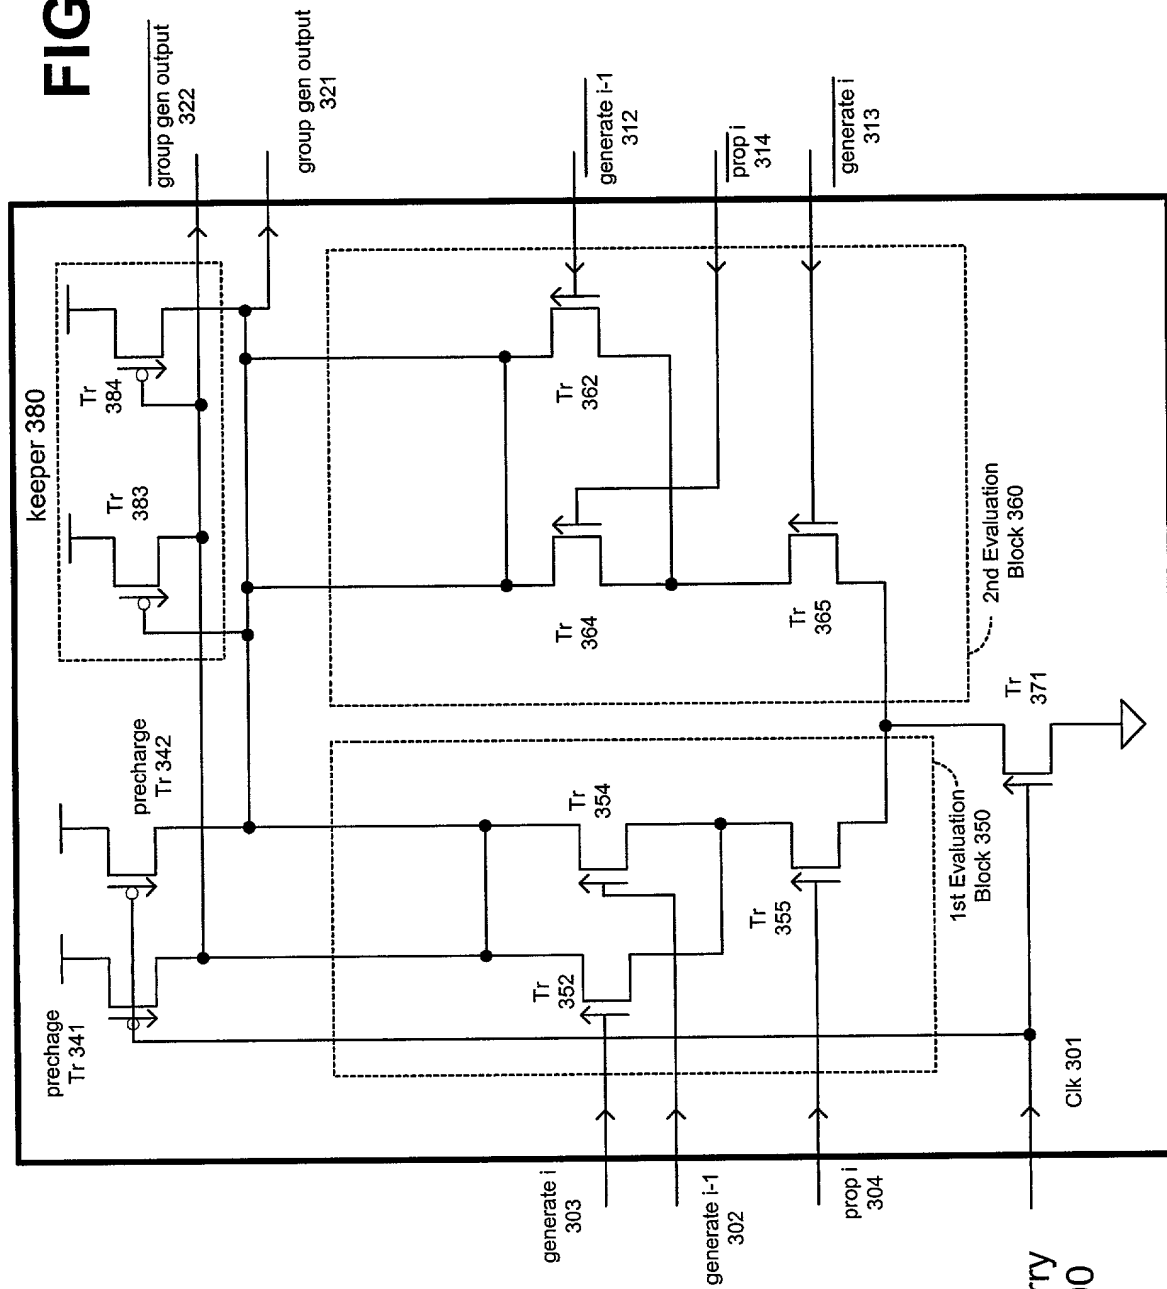 FIG
group gen output
322
group gen output
321
keeper 380
Tr
384
Tr
383
precharge
Tr 342
prechage
Tr 341
generate i-1
312
prop i
314
generate i
313
Tr
362
Tr
364
Tr
365
2nd Evaluation
Block 360
Tr
354
Tr
352
Tr
355
1st Evaluation
Block 350
Tr
371
Clk 301
generate i
303
generate i-1
302
prop i
304